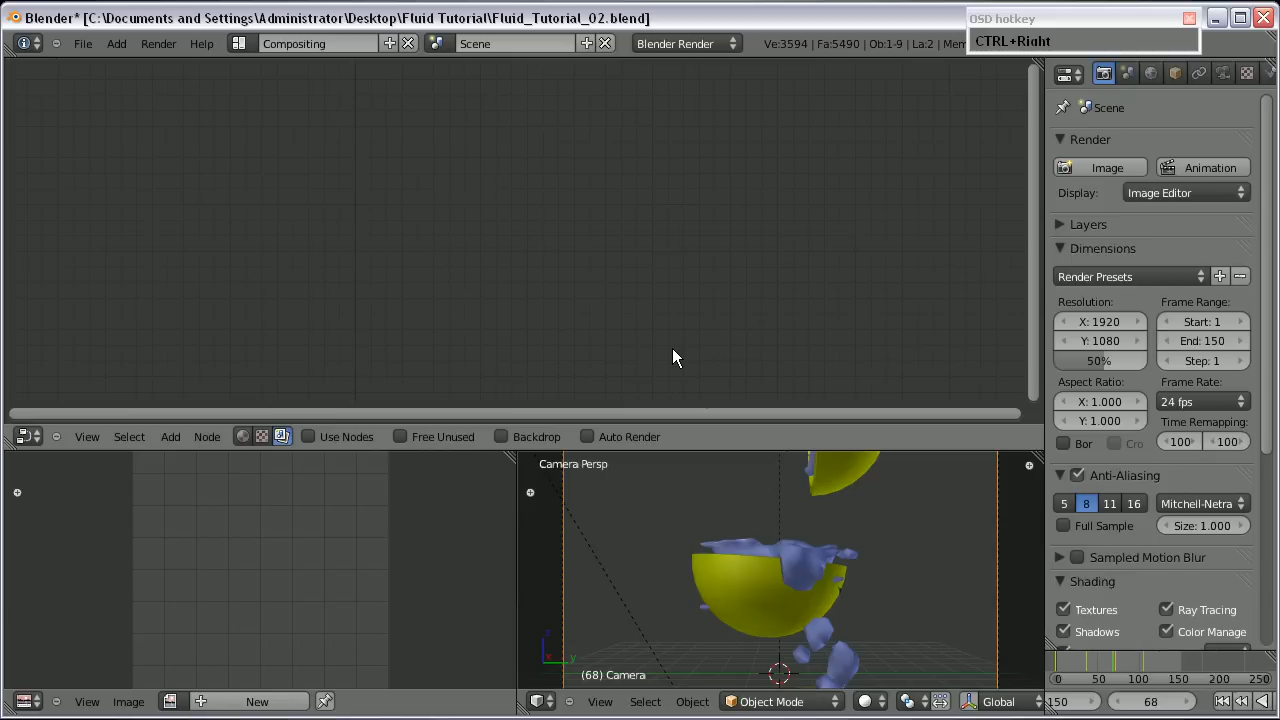 Blender* [C:\Documents and Settings\Administrator\Desktop\Fluid Tutorial\Fluid_Tutorial_02.blend]
OSD hotkey
CTRL+Right
File Add Render Help Compositing Scene Blender Render Ve:3594 | Fa:5490 | Ob:1-9 | La:2 | Mem
Scene
Render
Image Animation
Display: Image Editor
Layers
Dimensions
Render Presets
Resolution: Frame Range:
X: 1920 Start: 1
Y: 1080 End: 150
50% Step: 1
Aspect Ratio: Frame Rate:
X: 1.000 24 fps
Y: 1.000 Time Remapping:
Bor Cro 100 100
Anti-Aliasing
5 8 11 16 Mitchell-Netra
Full Sample Size: 1.000
Sampled Motion Blur
Shading
Textures Ray Tracing
Shadows Color Manage
View Select Add Node Use Nodes Free Unused Backdrop Auto Render
Camera Persp
z
x y
(68) Camera
0 50 100 150 200 250
View Image New View Select Object Object Mode Global 150 68